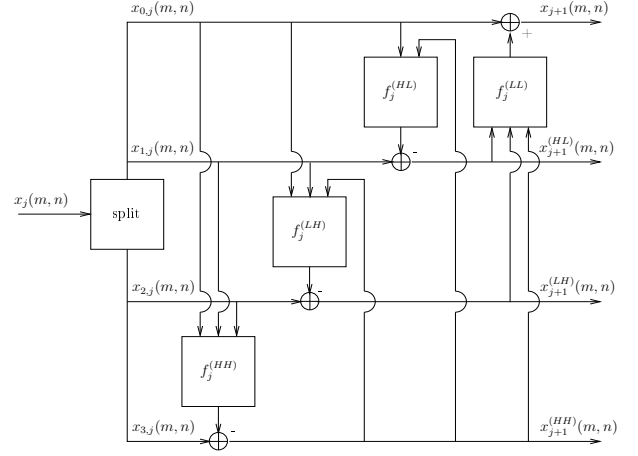 x_{0,j}(m, n)
x_{j+1}(m, n)
+
f_j^{(HL)}
f_j^{(LL)}
x_{1,j}(m, n)
-
x_{j+1}^{(HL)}(m, n)
x_j(m, n)
split
f_j^{(LH)}
x_{2,j}(m, n)
-
x_{j+1}^{(LH)}(m, n)
f_j^{(HH)}
x_{3,j}(m, n)
-
x_{j+1}^{(HH)}(m, n)